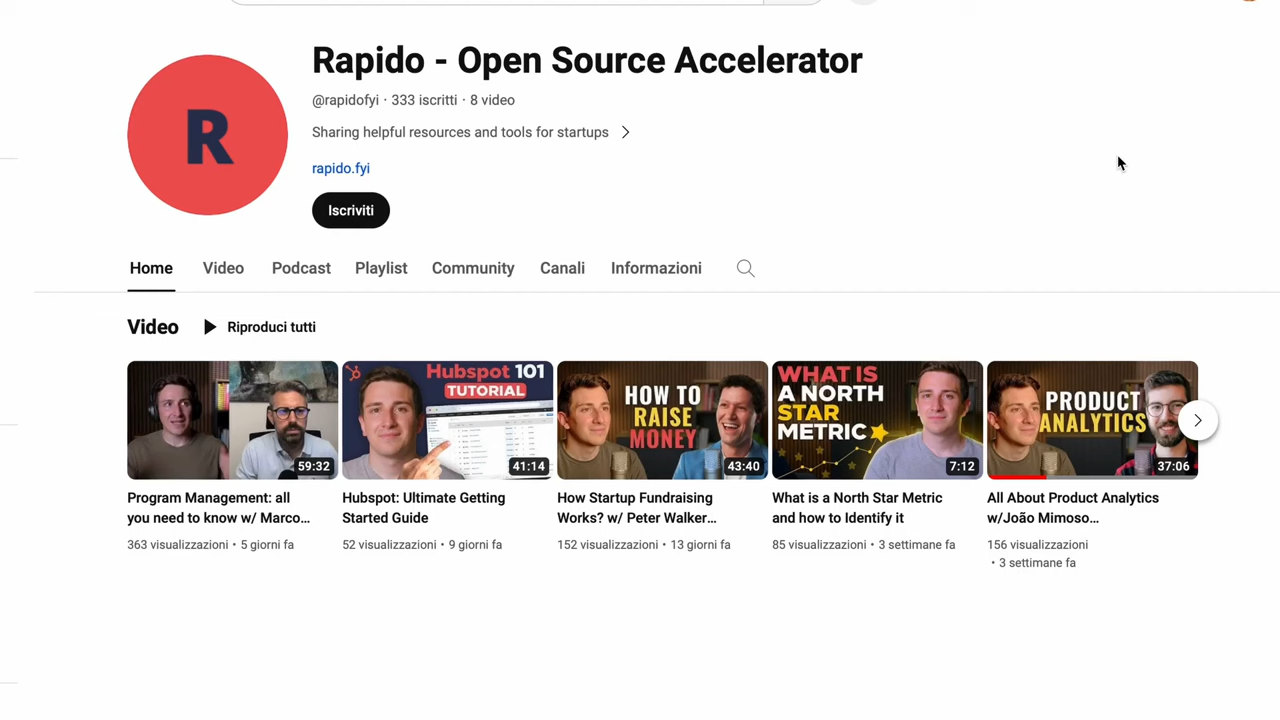 R
Rapido - Open Source Accelerator
@rapidofyi · 333 iscritti · 8 video
Sharing helpful resources and tools for startups
rapido.fyi
Iscriviti
Home Video Podcast Playlist Community Canali Informazioni
Video Riproduci tutti
59:32
Hubspot 101
TUTORIAL
41:14
HOW TO
RAISE
MONEY
43:40
WHAT IS
A NORTH
STAR
METRIC
7:12
PRODUCT
ANALYTICS
37:06
Program Management: all
you need to know w/ Marco...
363 visualizzazioni • 5 giorni fa
Hubspot: Ultimate Getting
Started Guide
52 visualizzazioni • 9 giorni fa
How Startup Fundraising
Works? w/ Peter Walker...
152 visualizzazioni • 13 giorni fa
What is a North Star Metric
and how to Identify it
85 visualizzazioni • 3 settimane fa
All About Product Analytics
w/João Mimoso...
156 visualizzazioni
• 3 settimane fa